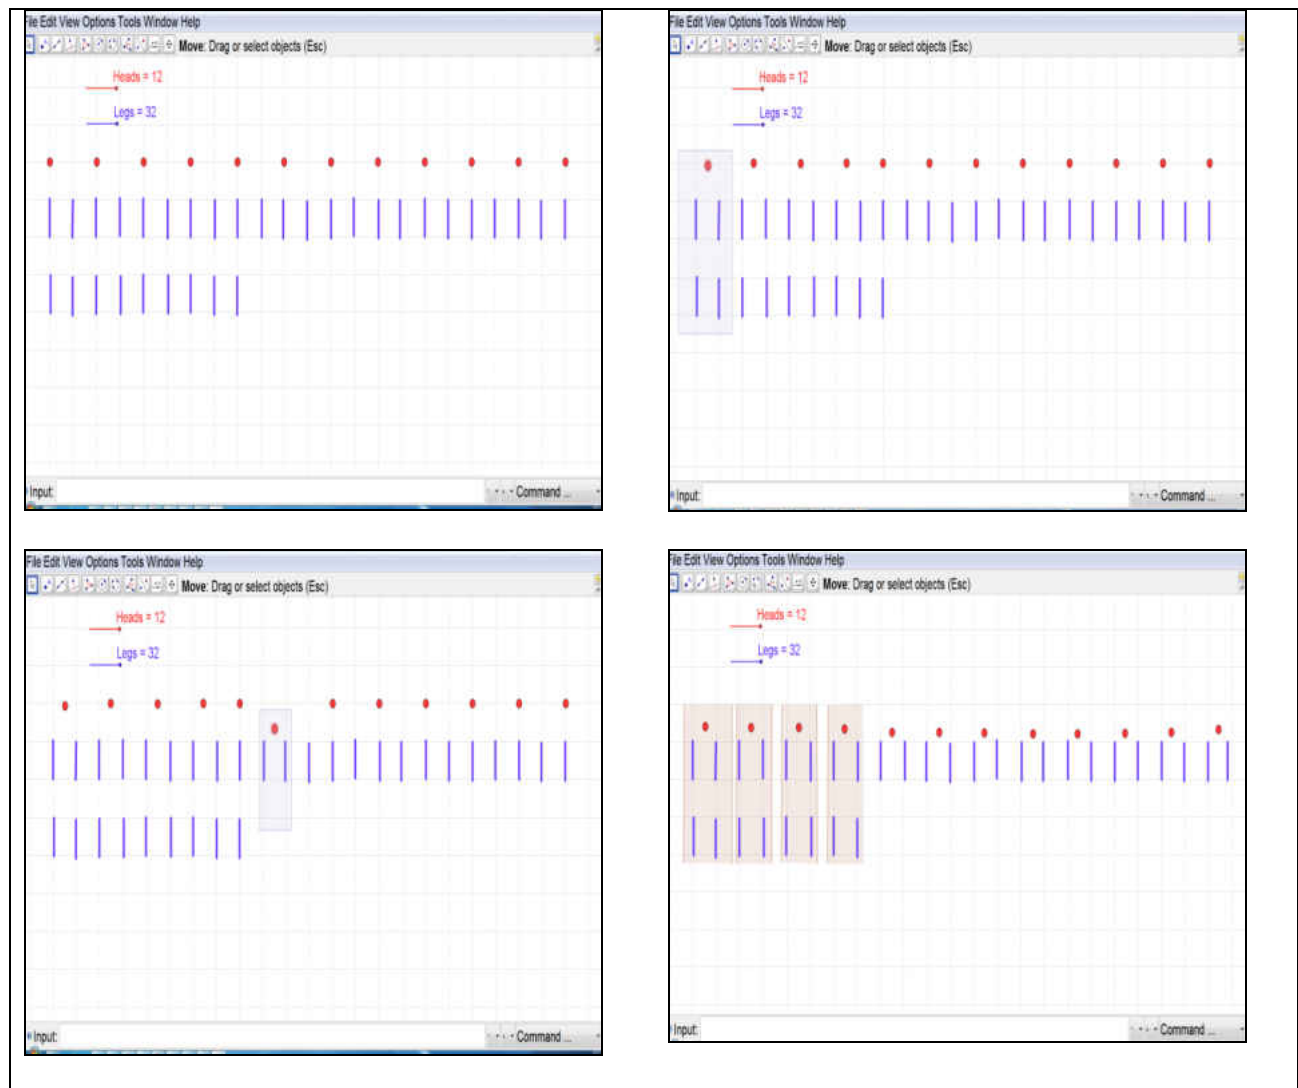 File Edit View Options Tools Window Help
Move: Drag or select objects (Esc)
Heads = 12
Legs = 32
Input:
Command ...
File Edit View Options Tools Window Help
Move: Drag or select objects (Esc)
Heads = 12
Legs = 32
Input:
Command ...
File Edit View Options Tools Window Help
Move: Drag or select objects (Esc)
Heads = 12
Legs = 32
Input:
Command ...
File Edit View Options Tools Window Help
Move: Drag or select objects (Esc)
Heads = 12
Legs = 32
Input:
Command ...